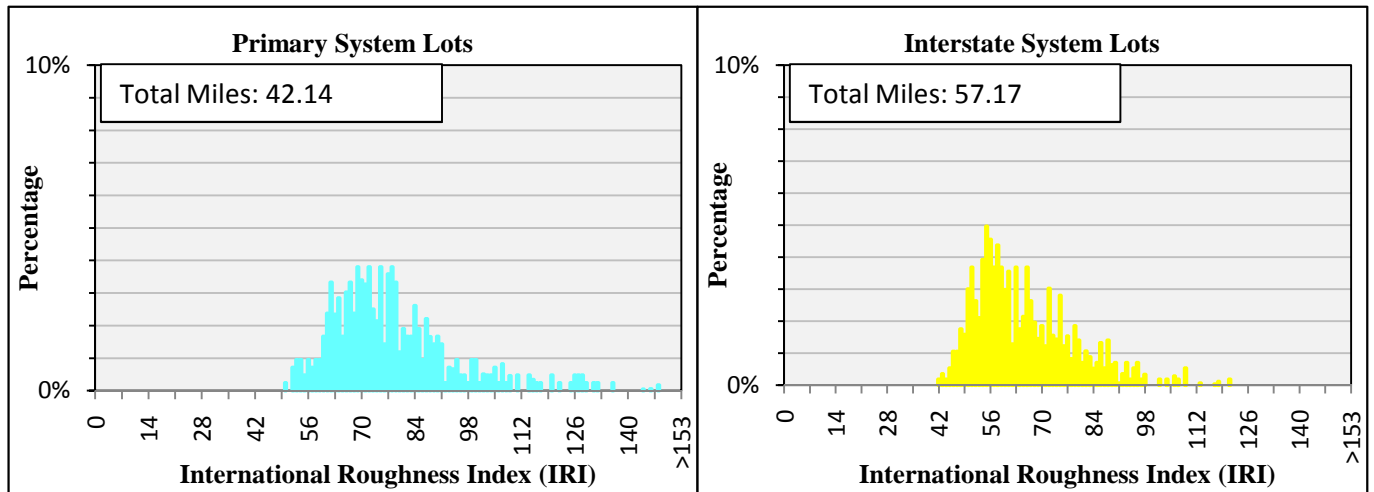 Primary System Lots
10%
Total Miles: 42.14
Percentage
0%
0 14 28 42 56 70 84 98 112 126 140 >153
International Roughness Index (IRI)
Interstate System Lots
10%
Total Miles: 57.17
Percentage
0%
0 14 28 42 56 70 84 98 112 126 140 >153
International Roughness Index (IRI)